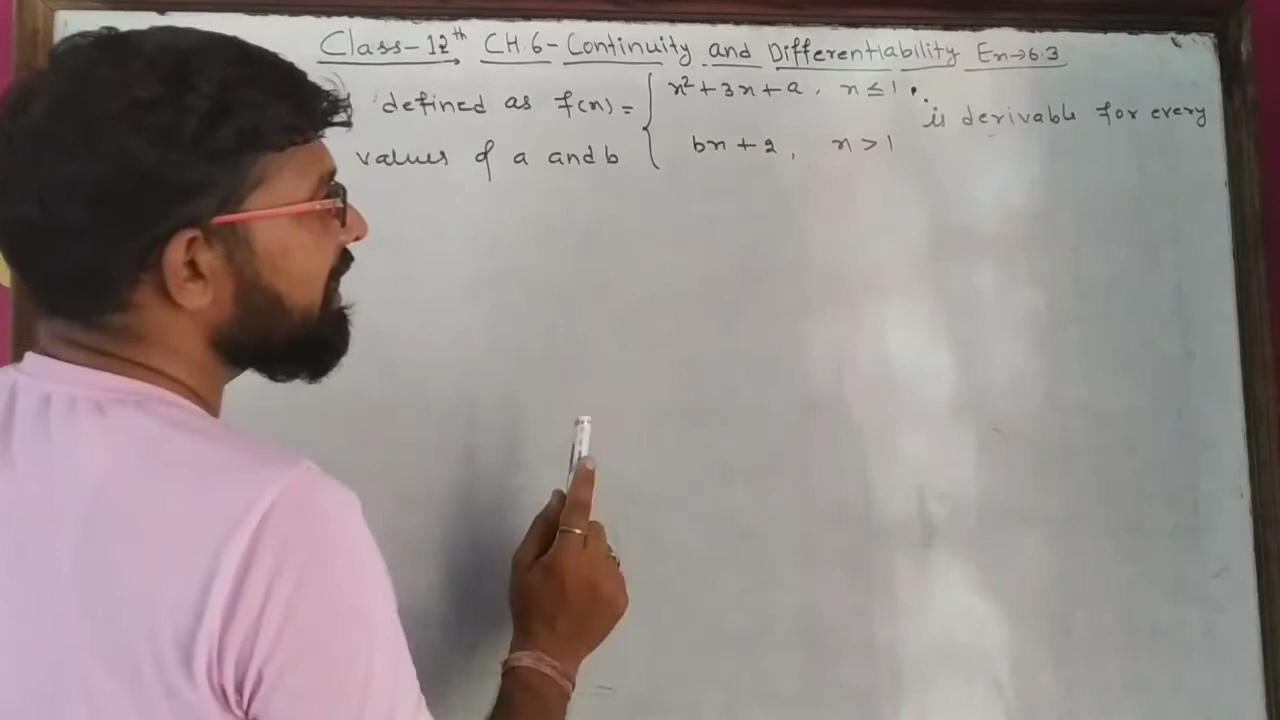 Class-12th CH.6-Continuity and Differentiability Ex→6.3
defined as f(x) = { x²+3x+a, x≤1
bx+2, x>1
is derivable for every
values of a and b